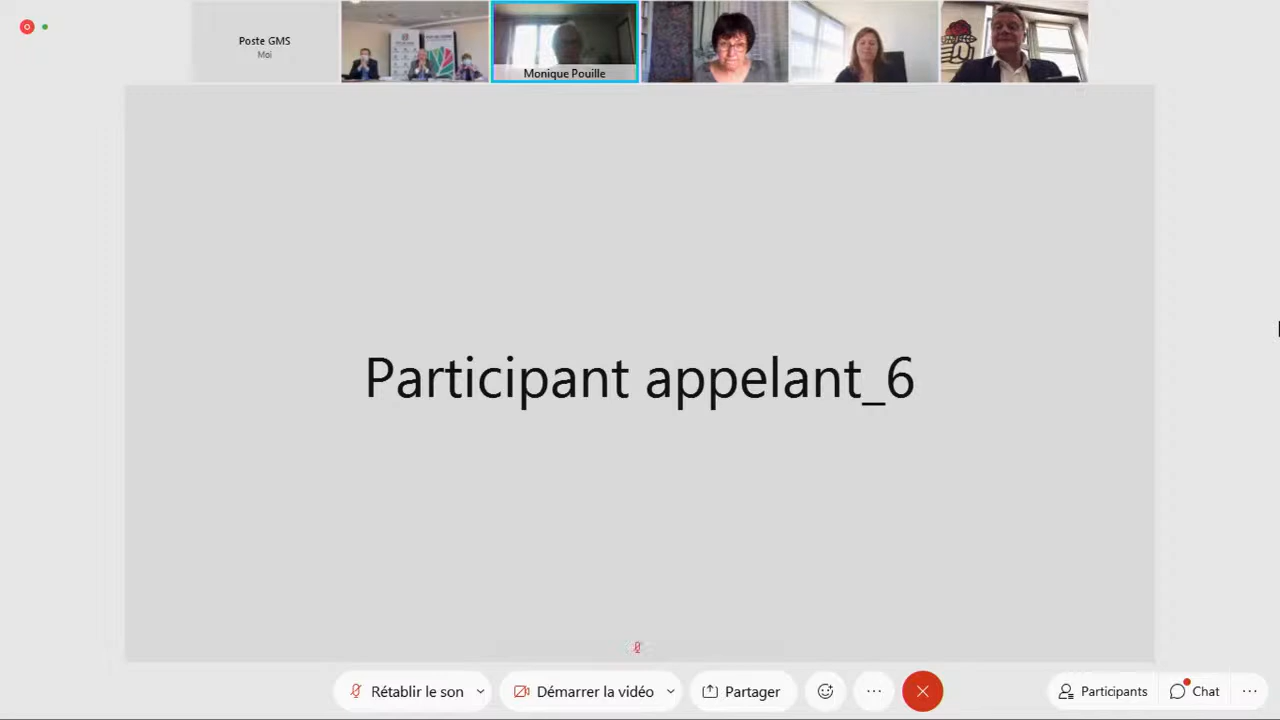 Poste GMS
Moi
Monique Pouille
Participant appelant_6
Rétablir le son
Démarrer la vidéo
Partager
Participants
Chat